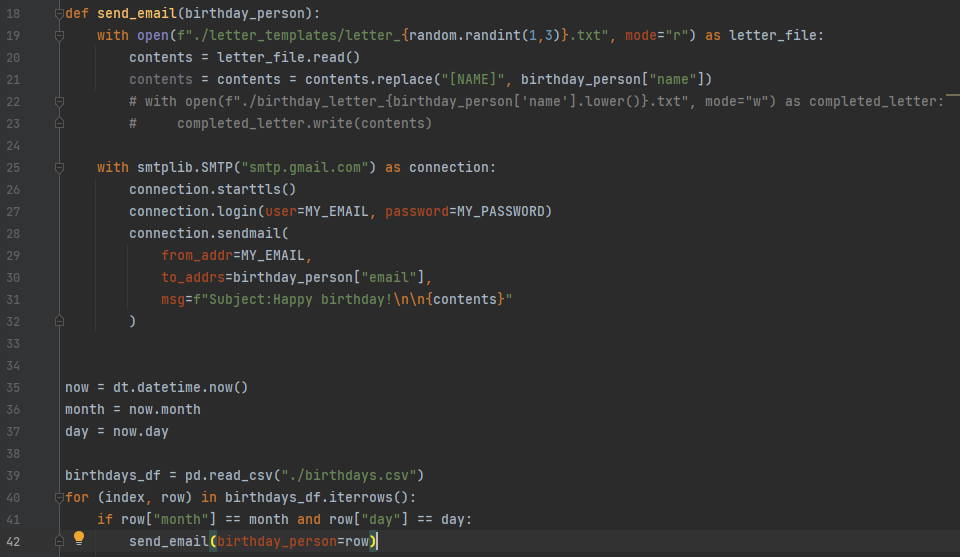 18 def send_email(birthday_person):
19     with open(f"./letter_templates/letter_{random.randint(1,3)}.txt", mode="r") as letter_file:
20         contents = letter_file.read()
21         contents = contents = contents.replace("[NAME]", birthday_person["name"])
22         # with open(f"./birthday_letter_{birthday_person['name'].lower()}.txt", mode="w") as completed_letter:
23         #     completed_letter.write(contents)
24
25     with smtplib.SMTP("smtp.gmail.com") as connection:
26         connection.starttls()
27         connection.login(user=MY_EMAIL, password=MY_PASSWORD)
28         connection.sendmail(
29             from_addr=MY_EMAIL,
30             to_addrs=birthday_person["email"],
31             msg=f"Subject:Happy birthday!\n\n{contents}"
32         )
33
34
35 now = dt.datetime.now()
36 month = now.month
37 day = now.day
38
39 birthdays_df = pd.read_csv("./birthdays.csv")
40 for (index, row) in birthdays_df.iterrows():
41     if row["month"] == month and row["day"] == day:
42         send_email(birthday_person=row)